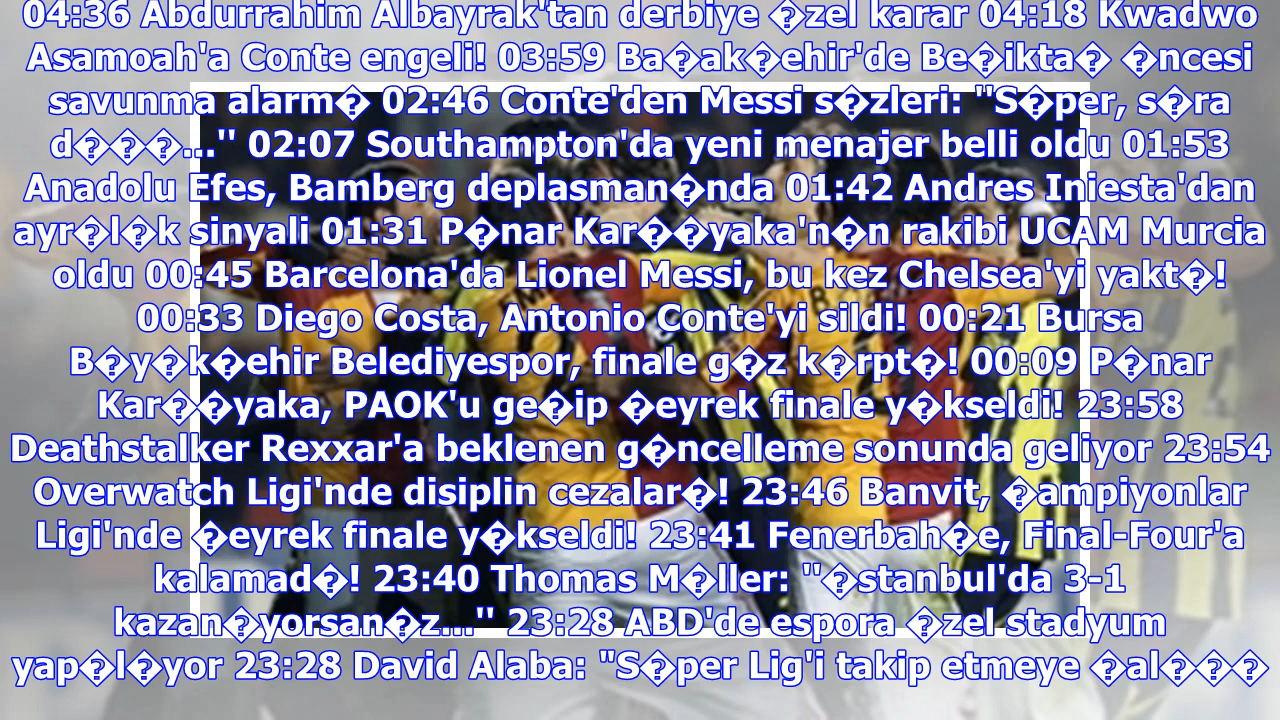 04:36 Abdurrahim Albayrak'tan derbiye �zel karar 04:18 Kwadwo
Asamoah'a Conte engeli! 03:59 Ba�ak�ehir'de Be�ikta� �ncesi
savunma alarm� 02:46 Conte'den Messi s�zleri: ''S�per, s�ra
d���...'' 02:07 Southampton'da yeni menajer belli oldu 01:53
Anadolu Efes, Bamberg deplasman�nda 01:42 Andres Iniesta'dan
ayr�l�k sinyali 01:31 P�nar Kar��yaka'n�n rakibi UCAM Murcia
oldu 00:45 Barcelona'da Lionel Messi, bu kez Chelsea'yi yakt�!
00:33 Diego Costa, Antonio Conte'yi sildi! 00:21 Bursa
B�y�k�ehir Belediyespor, finale g�z k�rpt�! 00:09 P�nar
Kar��yaka, PAOK'u ge�ip �eyrek finale y�kseldi! 23:58
Deathstalker Rexxar'a beklenen g�ncelleme sonunda geliyor 23:54
Overwatch Ligi'nde disiplin cezalar�! 23:46 Banvit, �ampiyonlar
Ligi'nde �eyrek finale y�kseldi! 23:41 Fenerbah�e, Final-Four'a
kalamad�! 23:40 Thomas M�ller: ''�stanbul'da 3-1
kazan�yorsan�z...'' 23:28 ABD'de espora �zel stadyum
yap�l�yor 23:28 David Alaba: "S�per Lig'i takip etmeye �al���